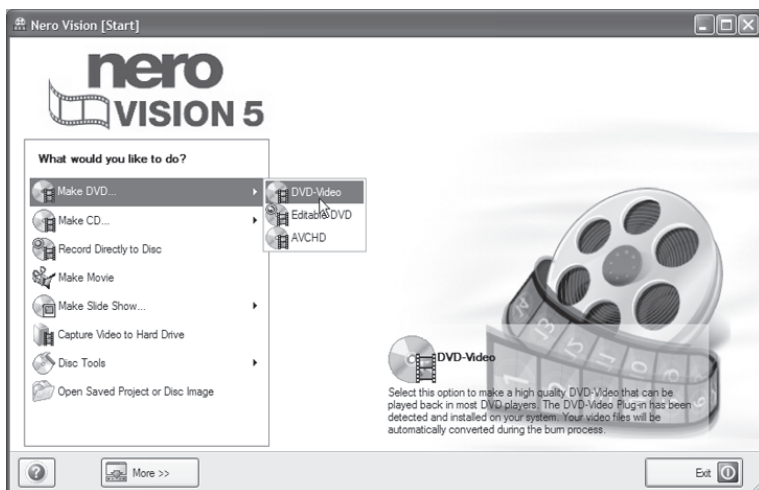 Nero Vision [Start]
nero
VISION 5
What would you like to do?
Make DVD...
DVD-Video
Make CD...
Editable DVD
Record Directly to Disc
AVCHD
Make Movie
Make Slide Show...
Capture Video to Hard Drive
Disc Tools
Open Saved Project or Disc Image
DVD-Video
Select this option to make a high quality DVD-Video that can be
played back in most DVD players. The DVD-Video Plug-in has been
detected and installed on your system. Your video files will be
automatically converted during the burn process.
More >>
Exit